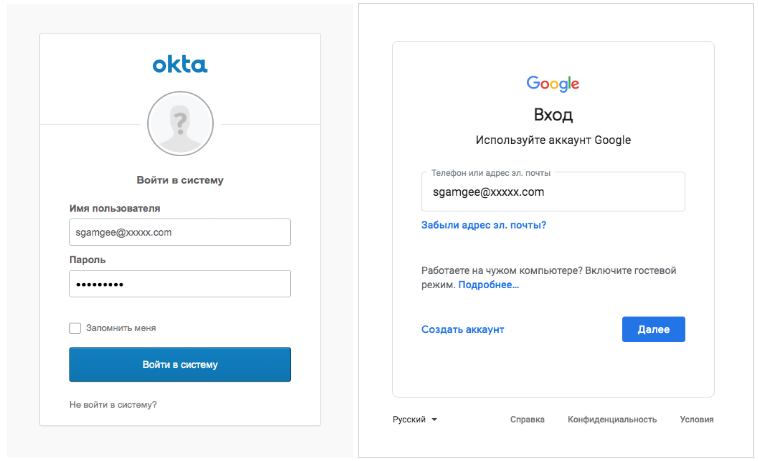 okta
?
Войти в систему
Имя пользователя
sgamgee@xxxxx.com
Пароль
•••••••••
Запомнить меня
Войти в систему
Не войти в систему?
Google
Вход
Используйте аккаунт Google
Телефон или адрес эл. почты
sgamgee@xxxxx.com
Забыли адрес эл. почты?
Работаете на чужом компьютере? Включите гостевой
режим. Подробнее...
Создать аккаунт
Далее
Русский
Справка
Конфиденциальность
Условия